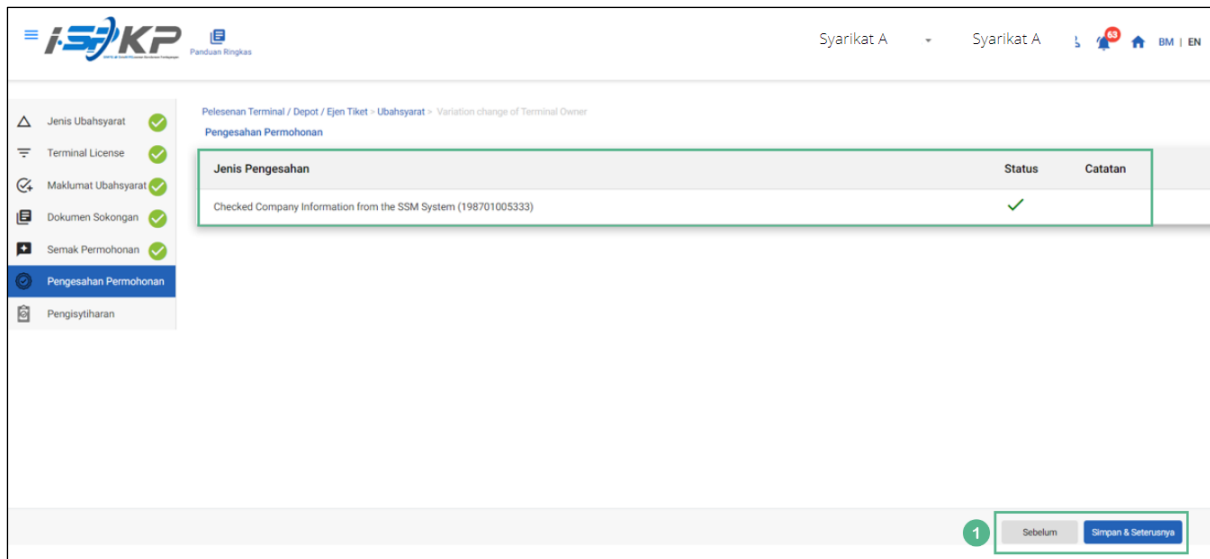 i-SPKP
Panduan Ringkas
Syarikat A
Syarikat A
63
BM | EN
Jenis Ubahsyarat
Terminal License
Maklumat Ubahsyarat
Dokumen Sokongan
Semak Permohonan
Pengesahan Permohonan
Pengisytiharan
Pelesenan Terminal / Depot / Ejen Tiket > Ubahsyarat > Variation change of Terminal Owner
Pengesahan Permohonan
Jenis Pengesahan Status Catatan
Checked Company Information from the SSM System (198701005333)
1 Sebelum Simpan & Seterusnya